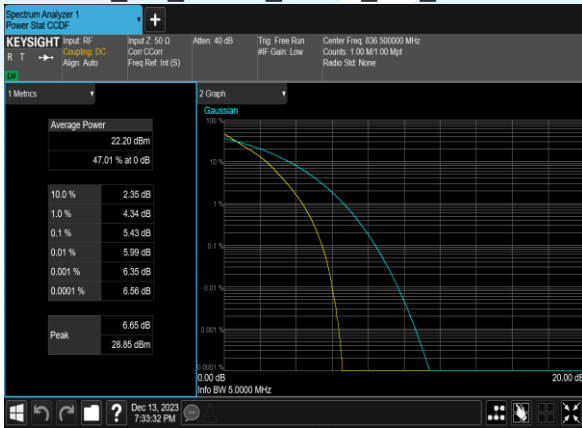 Spectrum Analyzer 1
Power Stat CCDF
KEYSIGHT
R T
LXI
Input: RF
Coupling: DC
Align: Auto
Input Z: 50 Ω
Corr CCorr
Freq Ref: Int (S)
Atten: 40 dB
Trig: Free Run
#IF Gain: Low
Center Freq: 836.500000 MHz
Counts: 1.00 M/1.00 Mpt
Radio Std: None
1 Metrics
Average Power
22.20 dBm
47.01 % at 0 dB
10.0 % 2.35 dB
1.0 % 4.34 dB
0.1 % 5.43 dB
0.01 % 5.99 dB
0.001 % 6.35 dB
0.0001 % 6.56 dB
Peak
6.65 dB
28.85 dBm
2 Graph
Gaussian
100 %
10 %
1 %
0.1 %
0.01 %
0.001 %
0.0001 %
0.00 dB
20.00 dB
Info BW 5.0000 MHz
?
Dec 13, 2023
7:33:32 PM